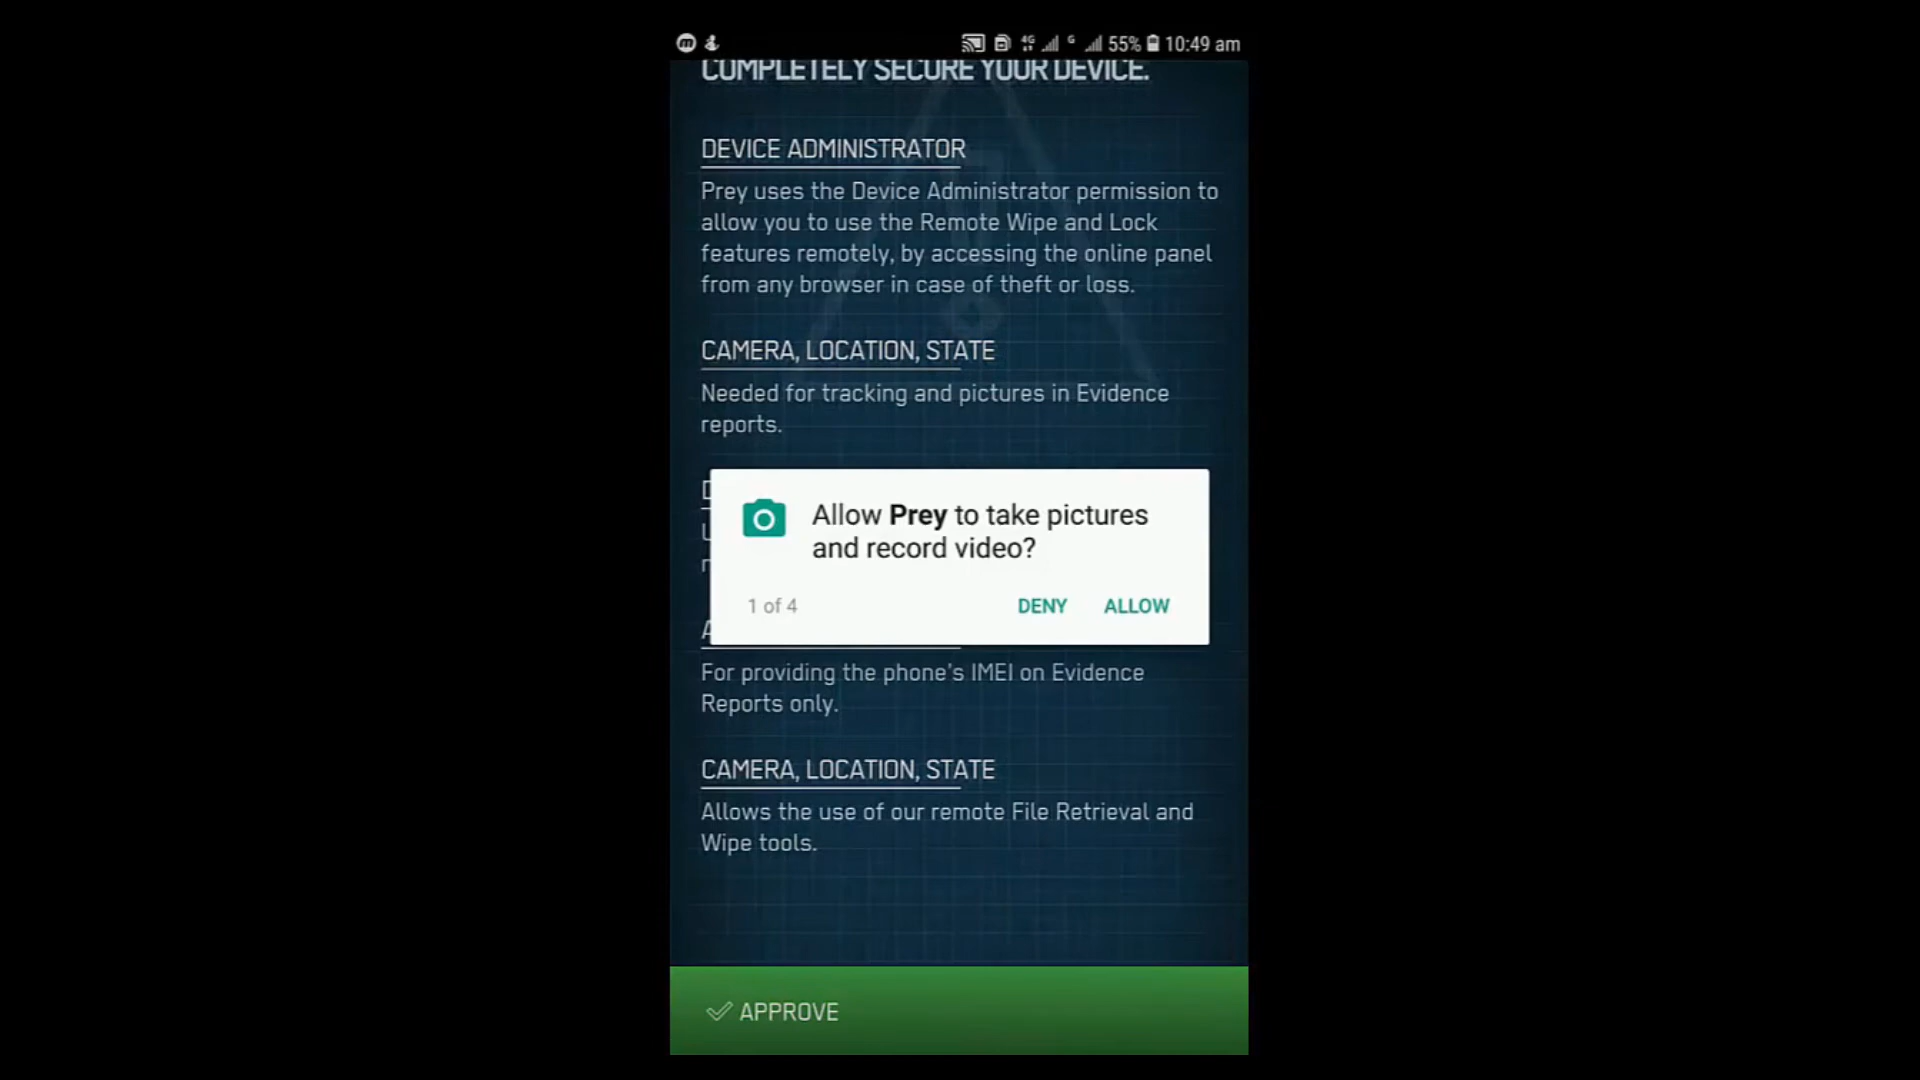 55% 10:49 am
COMPLETELY SECURE YOUR DEVICE.
DEVICE ADMINISTRATOR
Prey uses the Device Administrator permission to
allow you to use the Remote Wipe and Lock
features remotely, by accessing the online panel
from any browser in case of theft or loss.
CAMERA, LOCATION, STATE
Needed for tracking and pictures in Evidence
reports.
Allow Prey to take pictures
and record video?
1 of 4 DENY ALLOW
For providing the phone's IMEI on Evidence
Reports only.
CAMERA, LOCATION, STATE
Allows the use of our remote File Retrieval and
Wipe tools.
APPROVE